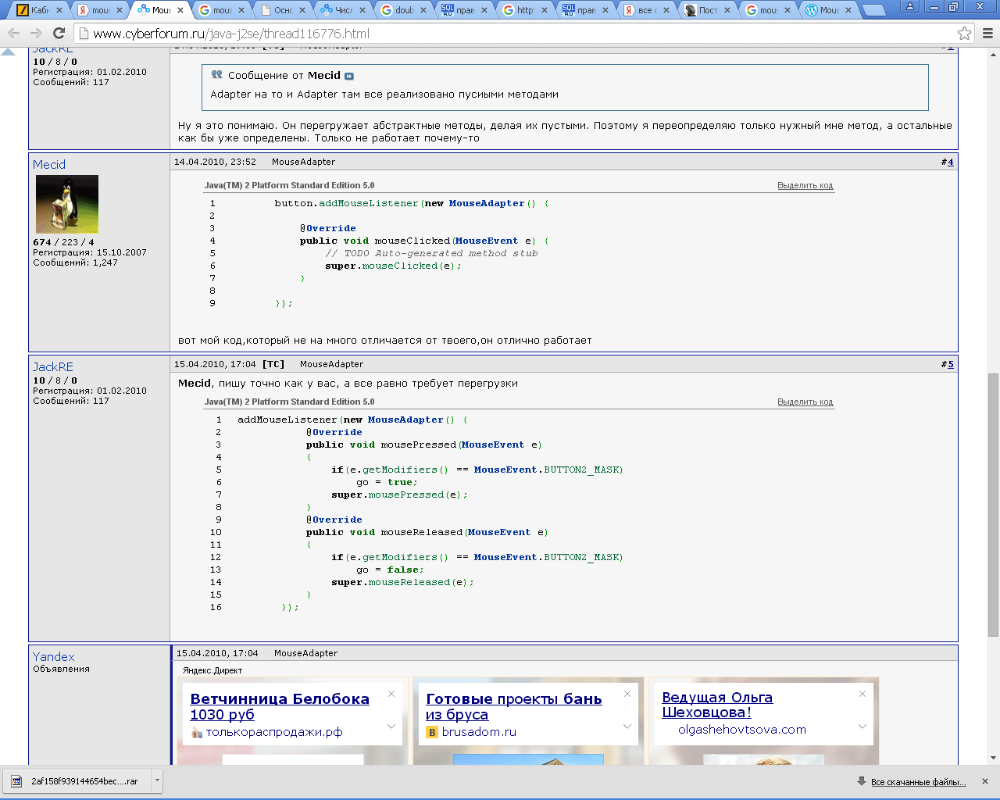 Каби
mous
Mous
mous
Осно
Числ
doub
прав
http
прав
все о
Пост
mous
Mous
www.cyberforum.ru/java-j2se/thread116776.html
JackRE
10 / 8 / 0
Регистрация: 01.02.2010
Сообщений: 117
Сообщение от Mecid
Adapter на то и Adapter там все реализовано пусиыми методами
Ну я это понимаю. Он перегружает абстрактные методы, делая их пустыми. Поэтому я переопределяю только нужный мне метод, а остальные
как бы уже определены. Только не работает почему-то
Mecid
674 / 223 / 4
Регистрация: 15.10.2007
Сообщений: 1,247
14.04.2010, 23:52 MouseAdapter #4
Java(TM) 2 Platform Standard Edition 5.0 Выделить код
1 button.addMouseListener(new MouseAdapter() {
2
3 @Override
4 public void mouseClicked(MouseEvent e) {
5 // TODO Auto-generated method stub
6 super.mouseClicked(e);
7 }
8
9 });
вот мой код,который не на много отличается от твоего,он отлично работает
JackRE
10 / 8 / 0
Регистрация: 01.02.2010
Сообщений: 117
15.04.2010, 17:04 [TC] MouseAdapter #5
Mecid, пишу точно как у вас, а все равно требует перегрузки
Java(TM) 2 Platform Standard Edition 5.0 Выделить код
1 addMouseListener(new MouseAdapter() {
2 @Override
3 public void mousePressed(MouseEvent e)
4 {
5 if(e.getModifiers() == MouseEvent.BUTTON2_MASK)
6 go = true;
7 super.mousePressed(e);
8 }
9 @Override
10 public void mouseReleased(MouseEvent e)
11 {
12 if(e.getModifiers() == MouseEvent.BUTTON2_MASK)
13 go = false;
14 super.mouseReleased(e);
15 }
16 });
Yandex
Объявления
15.04.2010, 17:04 MouseAdapter
Яндекс.Директ
Ветчинница Белобока
1030 руб
толькораспродажи.рф
Готовые проекты бань
из бруса
brusadom.ru
Ведущая Ольга
Шеховцова!
olgashehovtsova.com
2af158f939144654bec....rar
Все скачанные файлы...